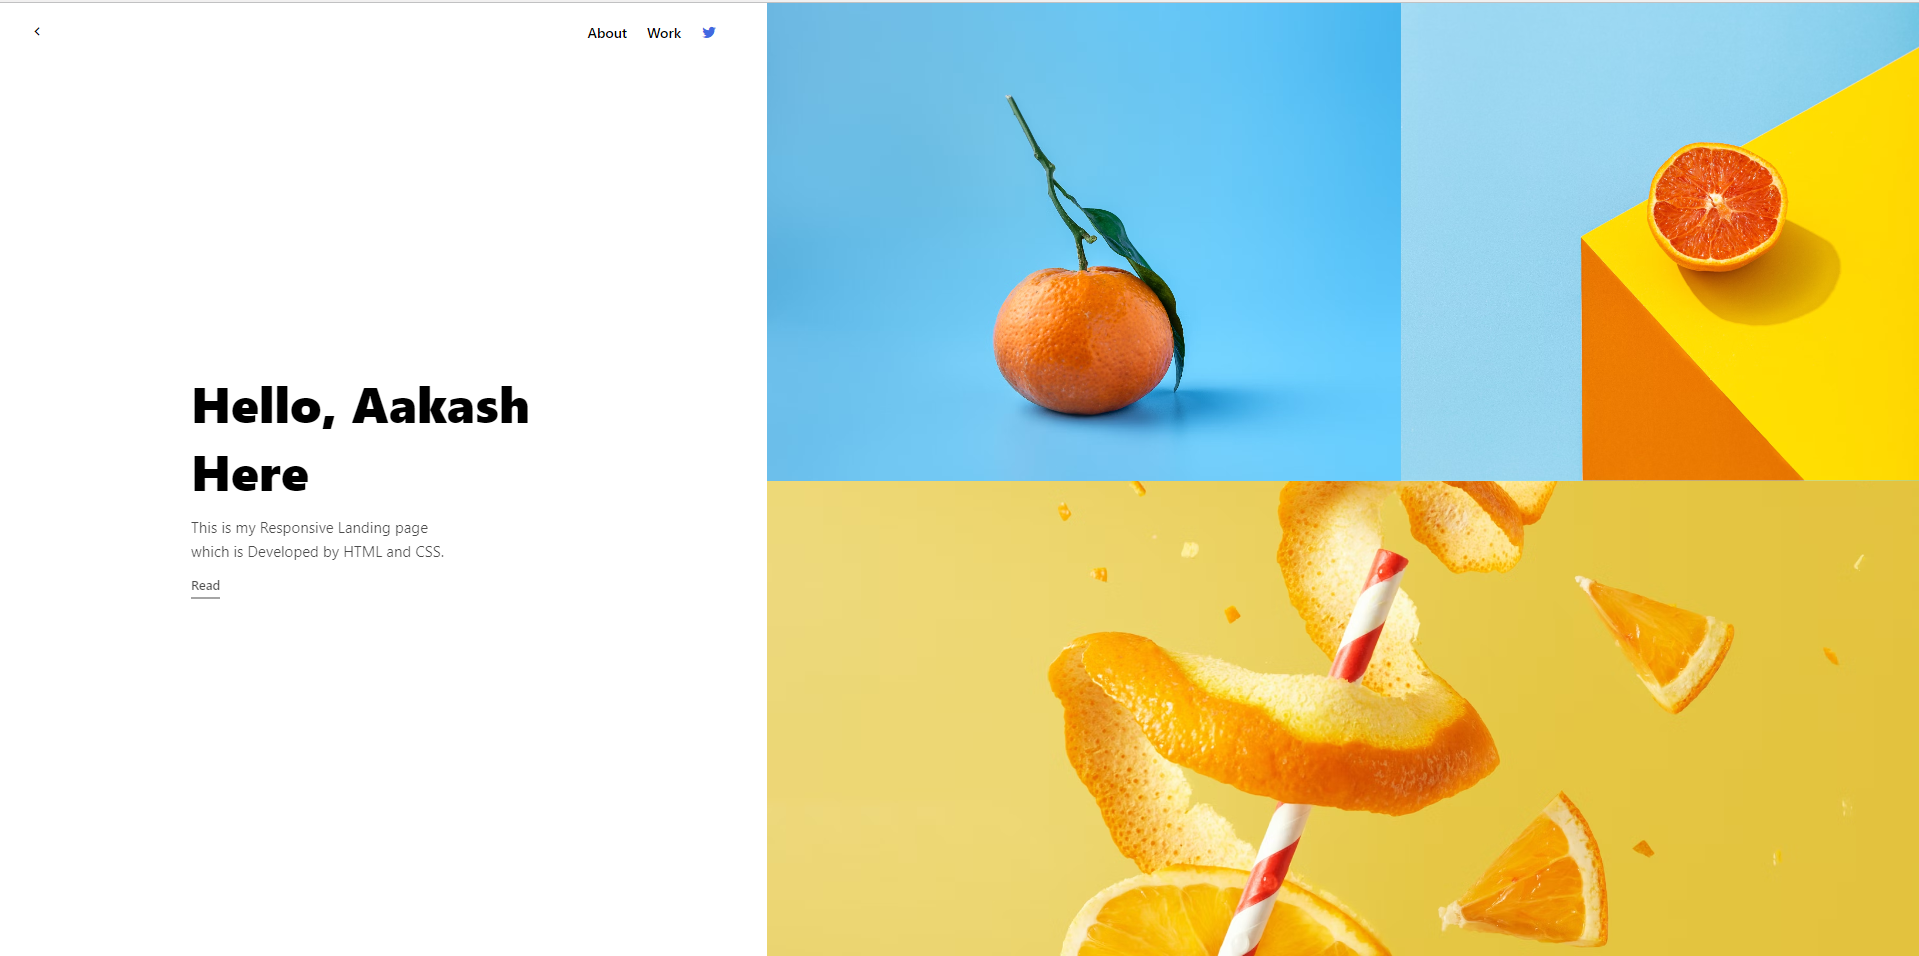 About Work
Hello, Aakash
Here
This is my Responsive Landing page
which is Developed by HTML and CSS.
Read